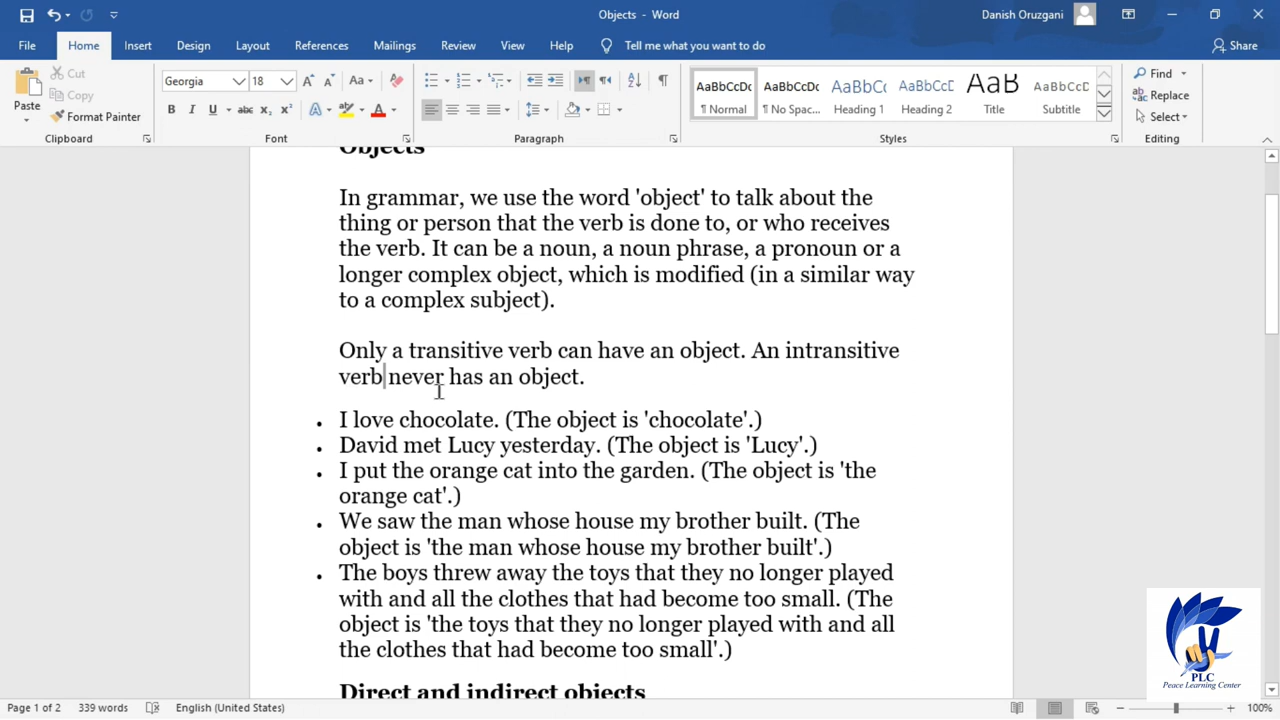 Objects - Word
Danish Oruzgani
File Home Insert Design Layout References Mailings Review View Help Tell me what you want to do Share
Paste
Cut
Copy
Format Painter
Clipboard
Georgia 18
Font
Paragraph
AaBbCcDc AaBbCcDc AaBbCc AaBbCcD AaB AaBbCcD
¶ Normal ¶ No Spac... Heading 1 Heading 2 Title Subtitle
Styles
Find
Replace
Select
Editing
Objects
In grammar, we use the word 'object' to talk about the
thing or person that the verb is done to, or who receives
the verb. It can be a noun, a noun phrase, a pronoun or a
longer complex object, which is modified (in a similar way
to a complex subject).
Only a transitive verb can have an object. An intransitive
verb never has an object.
• I love chocolate. (The object is 'chocolate'.)
• David met Lucy yesterday. (The object is 'Lucy'.)
• I put the orange cat into the garden. (The object is 'the
orange cat'.)
• We saw the man whose house my brother built. (The
object is 'the man whose house my brother built'.)
• The boys threw away the toys that they no longer played
with and all the clothes that had become too small. (The
object is 'the toys that they no longer played with and all
the clothes that had become too small'.)
Direct and indirect objects
PLC
Peace Learning Center
Page 1 of 2 339 words English (United States) 100%